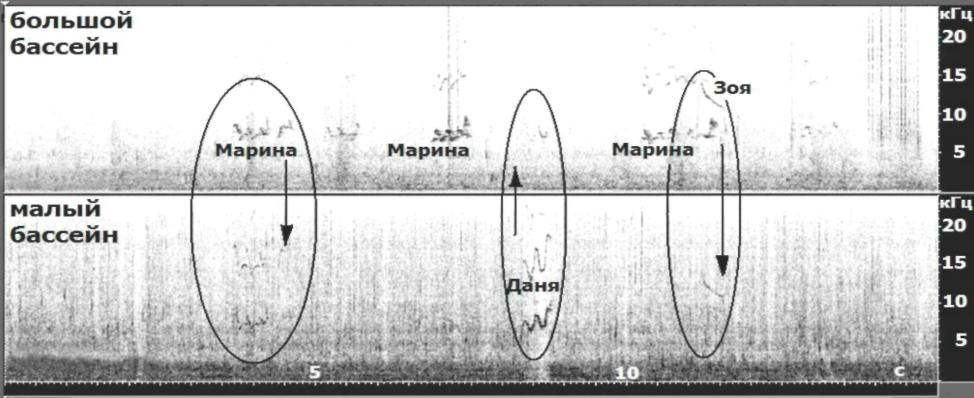 большой
бассейн
кГц
20
15
10
5
Зоя
Марина
Марина
Марина
малый
бассейн
кГц
20
15
10
5
Даня
5
10
с